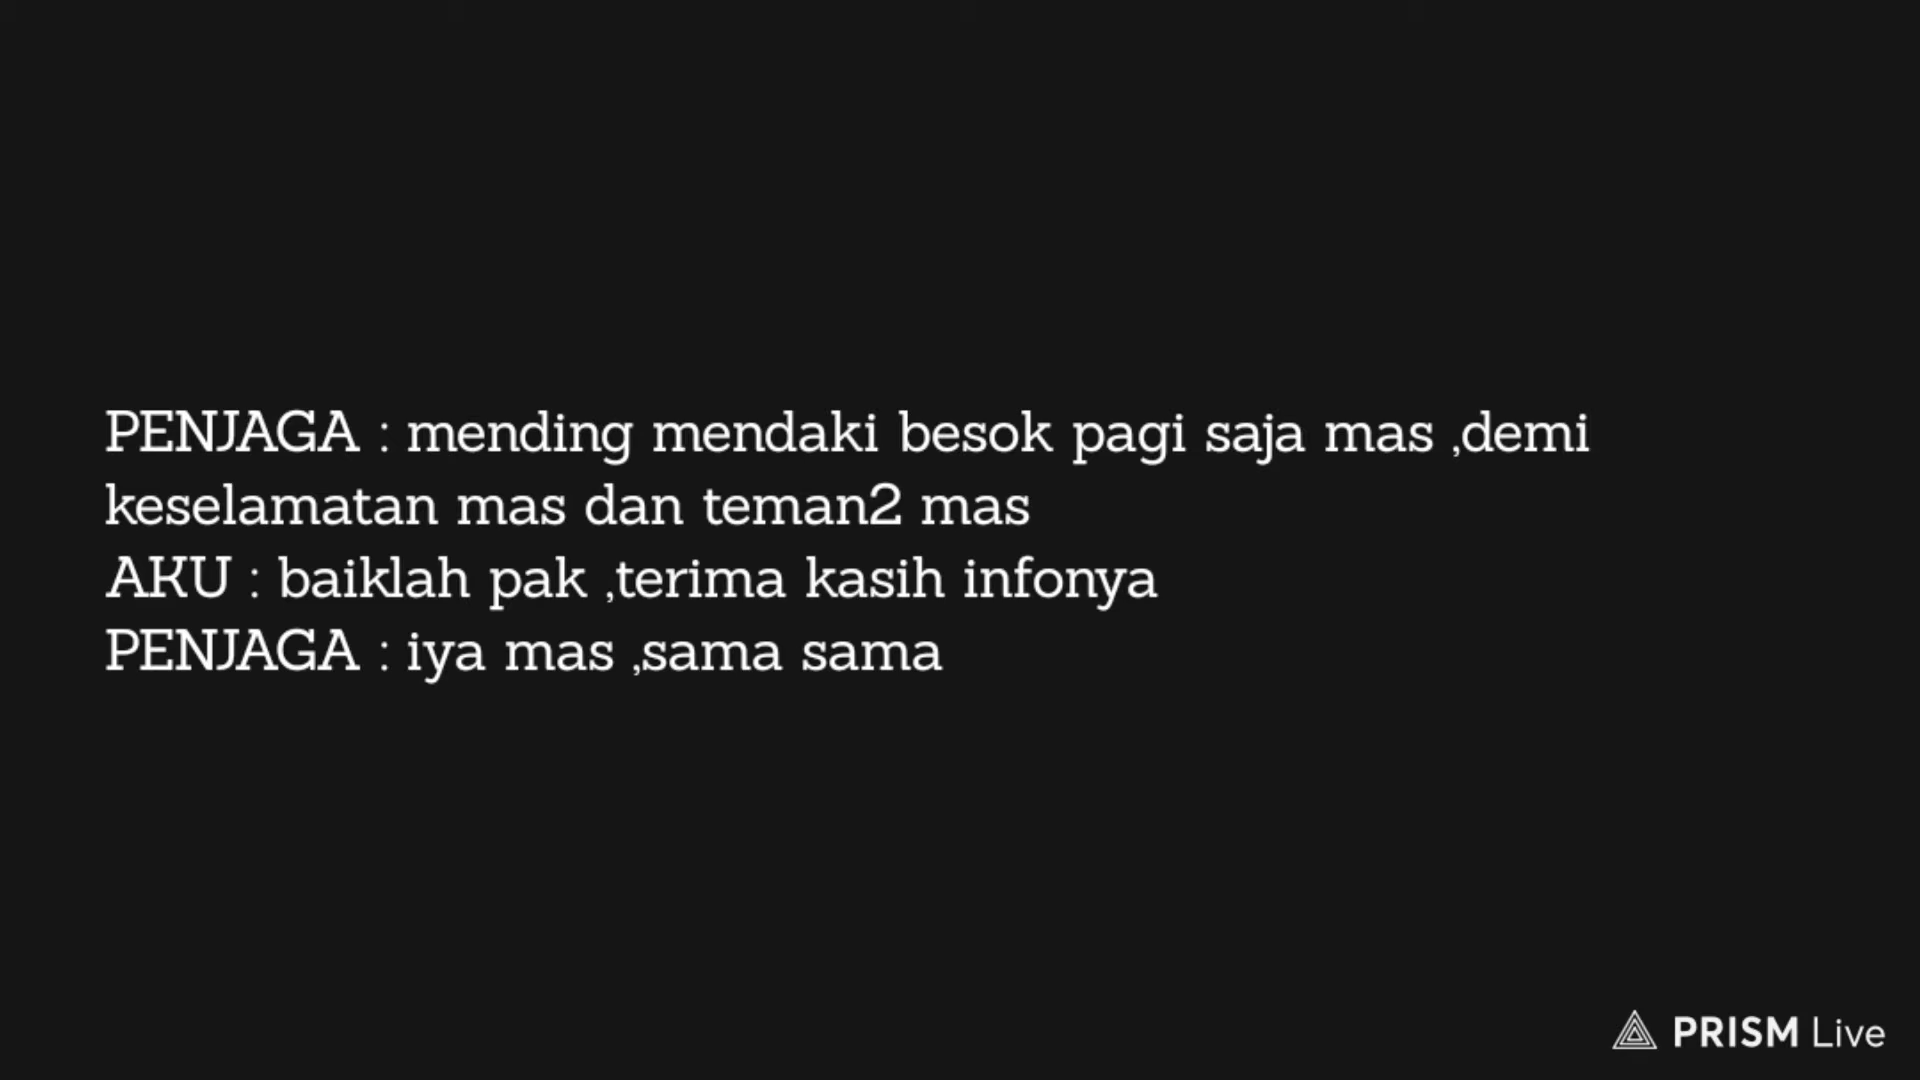 PENJAGA : mending mendaki besok pagi saja mas ,demi
keselamatan mas dan teman2 mas
AKU : baiklah pak ,terima kasih infonya
PENJAGA : iya mas ,sama sama
PRISM Live